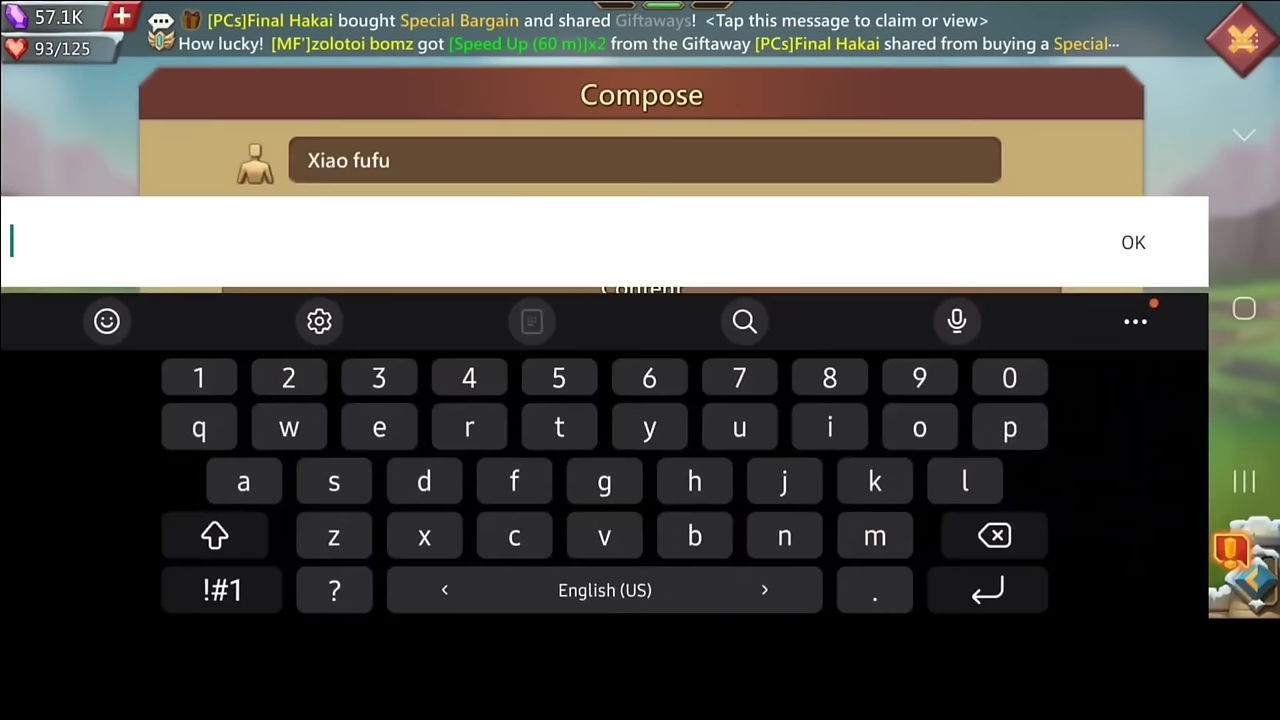 57.1K
93/125
[PCs]Final Hakai bought Special Bargain and shared Giftaways! <Tap this message to claim or view>
How lucky! [MF']zolotoi bomz got [Speed Up (60 m)]x2 from the Giftaway [PCs]Final Hakai shared from buying a Special···
Compose
Xiao fufu
OK
Content
1 2 3 4 5 6 7 8 9 0
q w e r t y u i o p
a s d f g h j k l
z x c v b n m
!#1 ? < English (US) > .